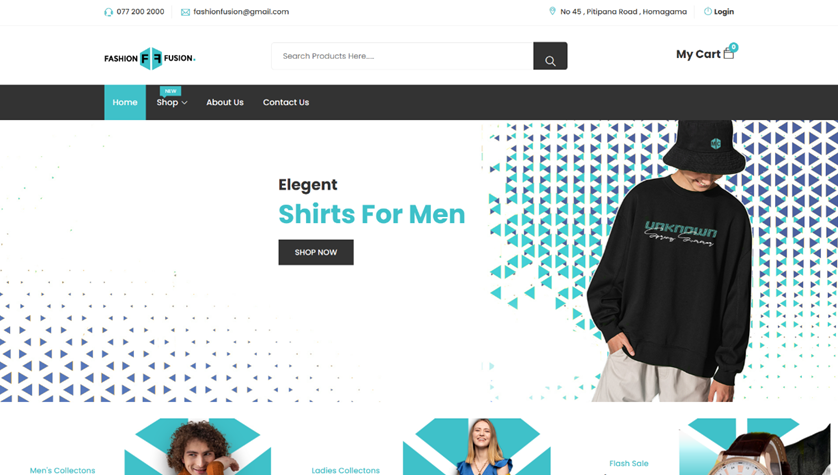 077 200 2000 fashionfusion@gmail.com No 45 , Pitipana Road , Homagama Login
FASHION FF FUSION.
Search Products Here.... My Cart 0
NEW
Home Shop About Us Contact Us
Elegent
Shirts For Men
SHOP NOW
UNKNOWN
Men's Collectons Ladies Collectons Flash Sale